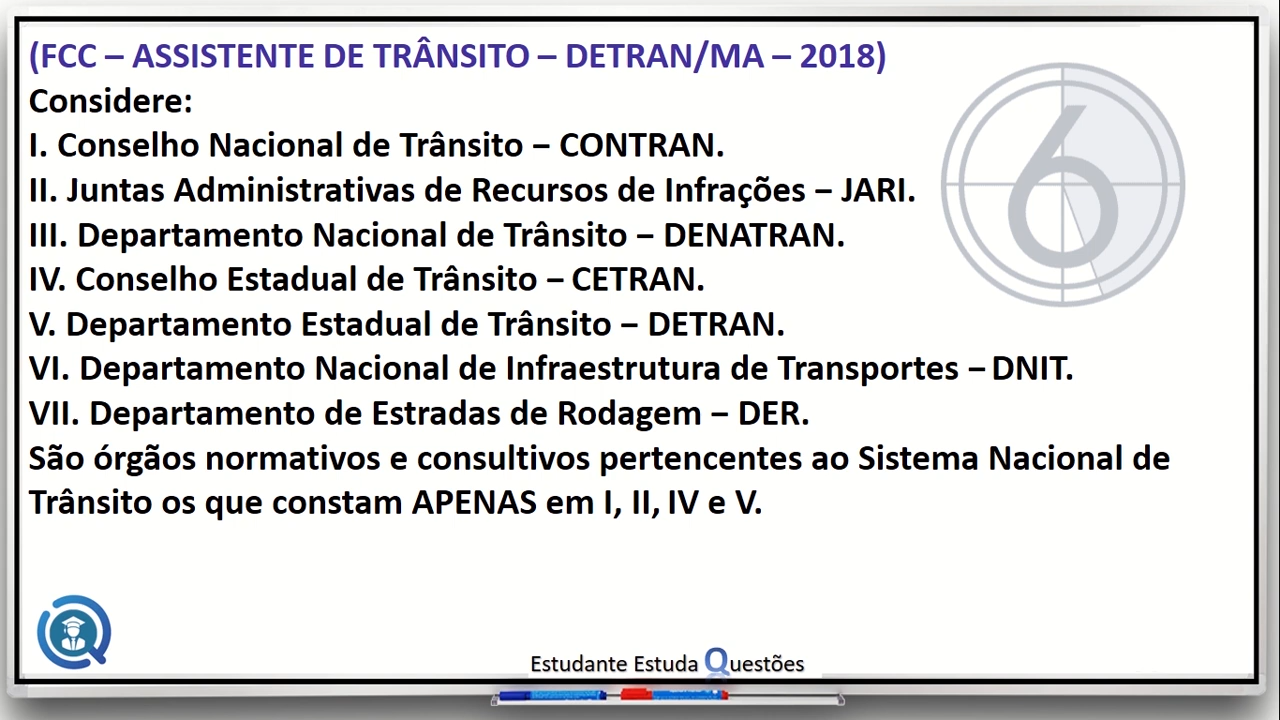 (FCC – ASSISTENTE DE TRÂNSITO – DETRAN/MA – 2018)
Considere:
I. Conselho Nacional de Trânsito – CONTRAN.
II. Juntas Administrativas de Recursos de Infrações – JARI.
III. Departamento Nacional de Trânsito – DENATRAN.
IV. Conselho Estadual de Trânsito – CETRAN.
V. Departamento Estadual de Trânsito – DETRAN.
VI. Departamento Nacional de Infraestrutura de Transportes – DNIT.
VII. Departamento de Estradas de Rodagem – DER.
São órgãos normativos e consultivos pertencentes ao Sistema Nacional de
Trânsito os que constam APENAS em I, II, IV e V.
6
Estudante Estuda Questões